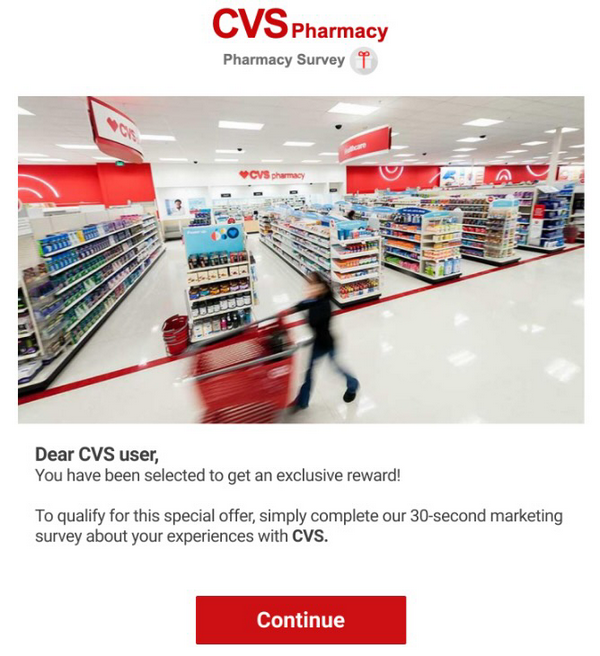 CVS Pharmacy
Pharmacy Survey
CVS
CVS pharmacy
Dear CVS user,
You have been selected to get an exclusive reward!
To qualify for this special offer, simply complete our 30-second marketing
survey about your experiences with CVS.
Continue